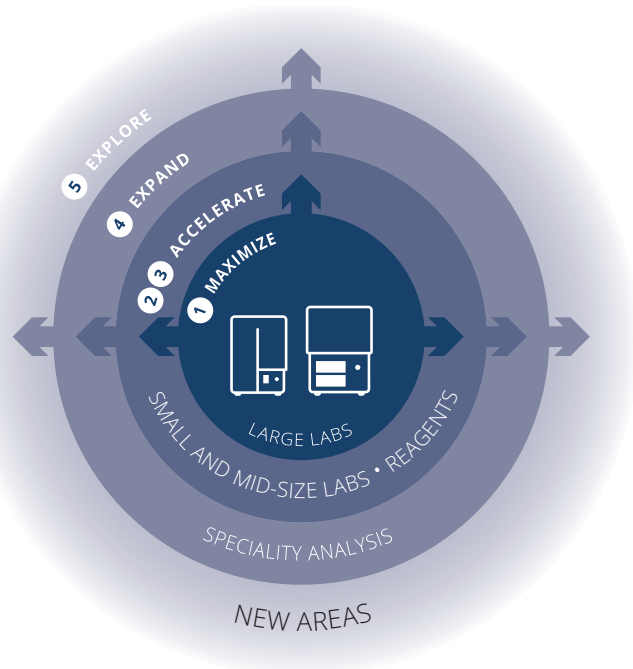 5 EXPLORE
4 EXPAND
2 3 ACCELERATE
1 MAXIMIZE
LARGE LABS
SMALL AND MID-SIZE LABS • REAGENTS
SPECIALITY ANALYSIS
NEW AREAS